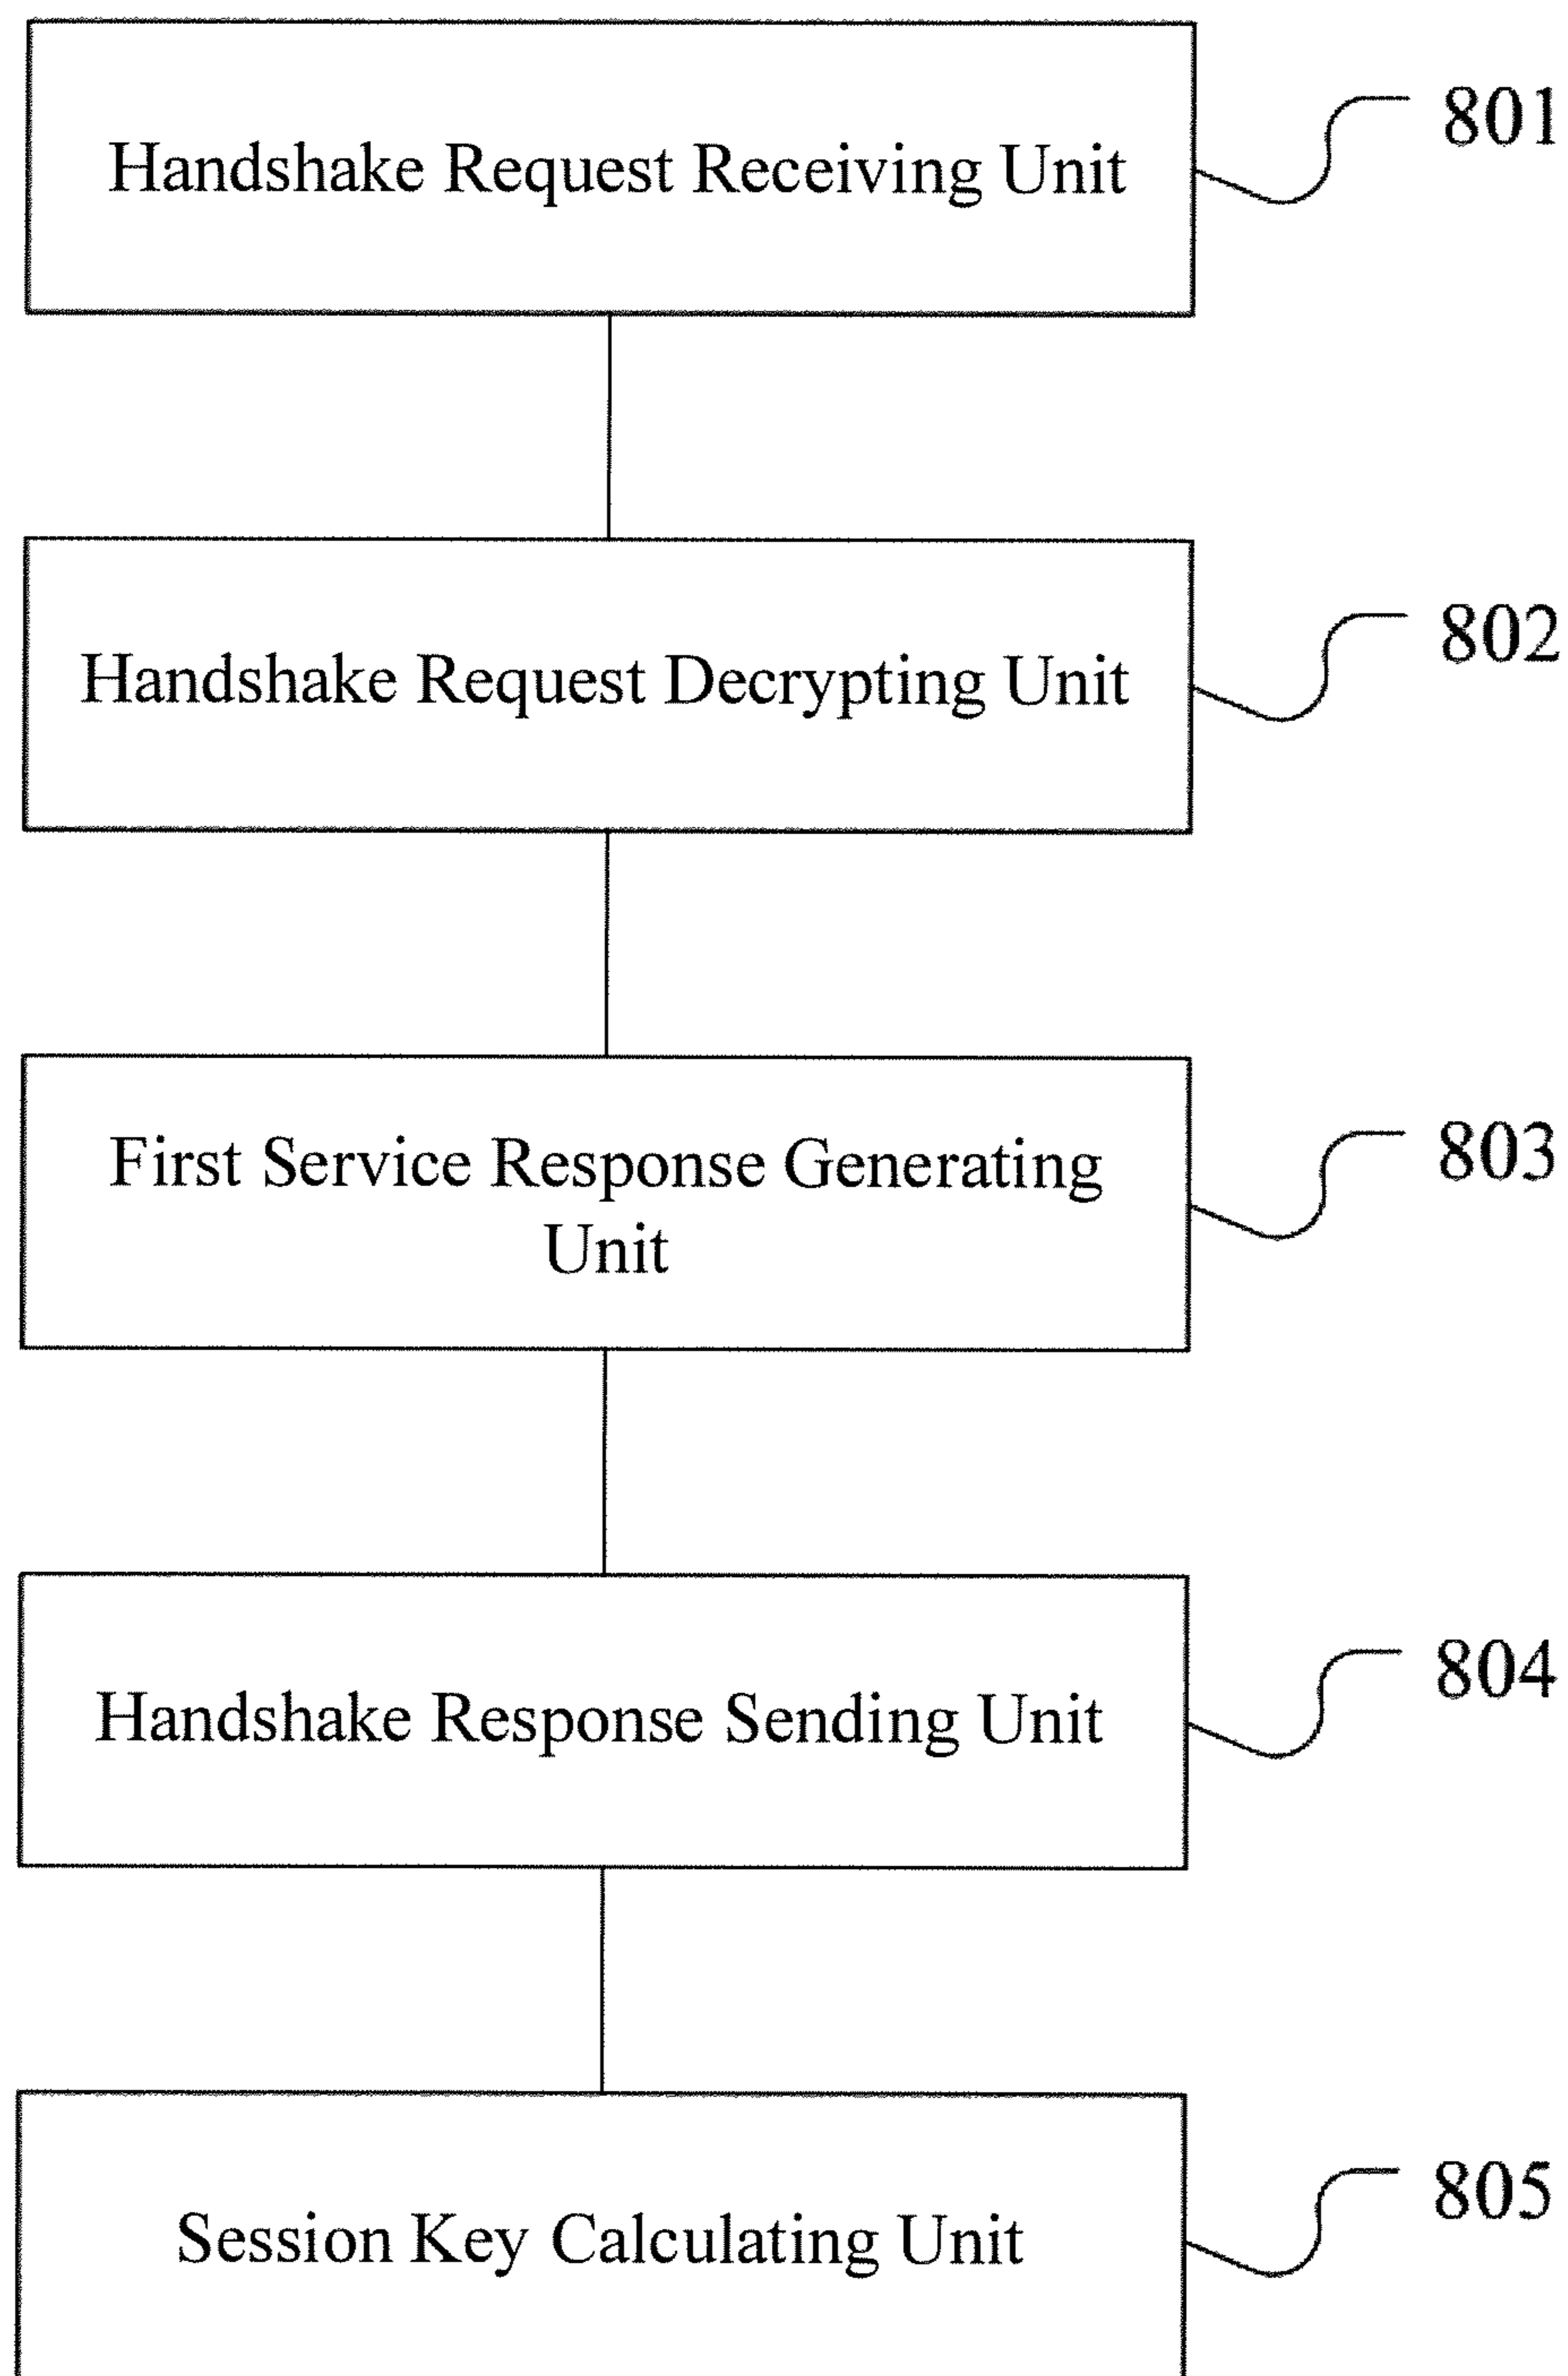 Handshake Request Receiving Unit
801
Handshake Request Decrypting Unit
802
First Service Response Generating
Unit
803
Handshake Response Sending Unit
804
Session Key Calculating Unit
805